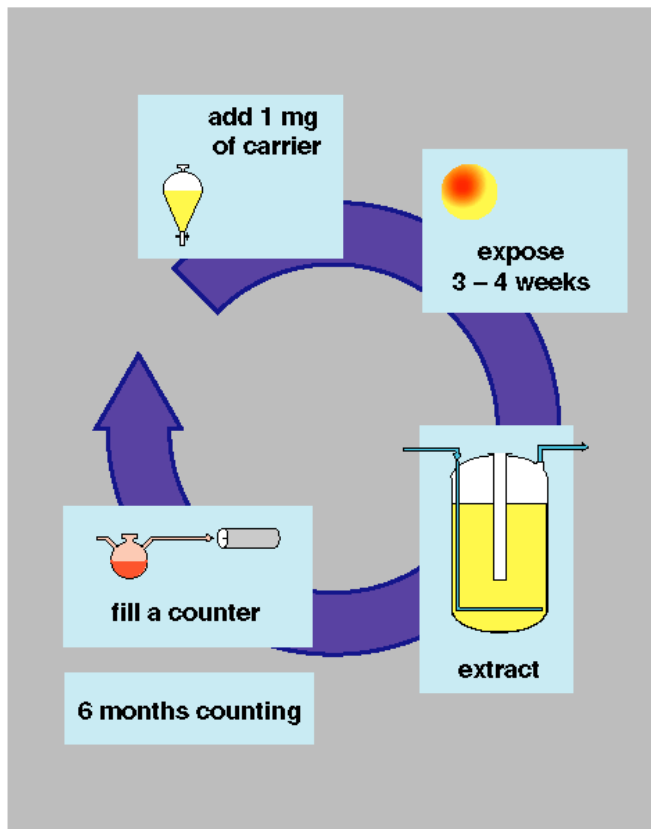 add 1 mg
of carrier
expose
3 – 4 weeks
extract
fill a counter
6 months counting